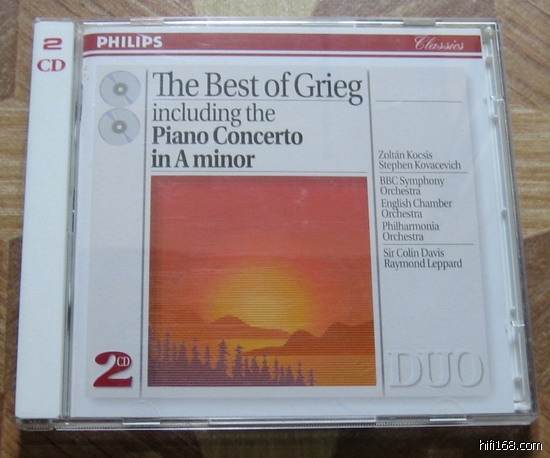 2
CD
PHILIPS
Classics
The Best of Grieg
including the
Piano Concerto
in A minor
Zoltán Kocsis
Stephen Kovacevich
BBC Symphony
Orchestra
English Chamber
Orchestra
Philharmonia
Orchestra
Sir Colin Davis
Raymond Leppard
2CD
DUO
hifi168.com